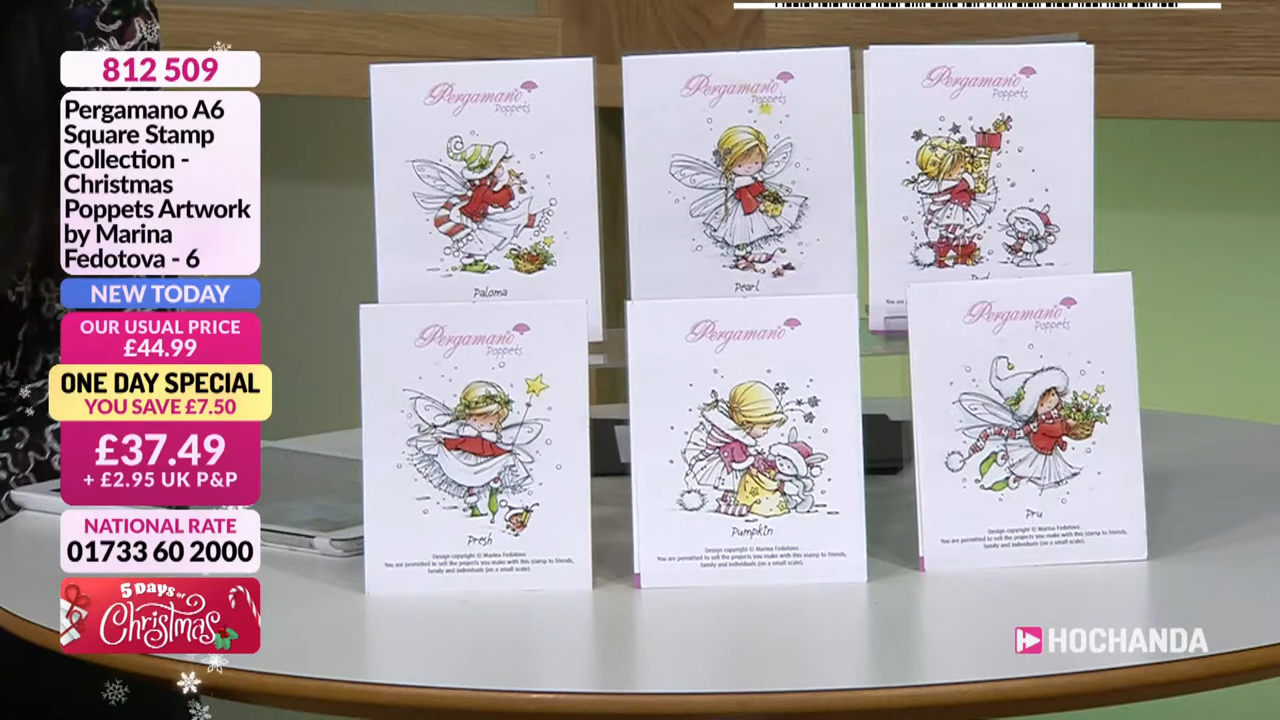 812 509
Pergamano A6
Square Stamp
Collection -
Christmas
Poppets Artwork
by Marina
Fedotova - 6
NEW TODAY
OUR USUAL PRICE
£44.99
ONE DAY SPECIAL
YOU SAVE £7.50
£37.49
+ £2.95 UK P&P
NATIONAL RATE
01733 60 2000
5 Days of
Christmas
Pergamano
Poppets
Paloma
Pergamano
Poppets
Pearl
Pergamano
Poppets
You are
Pergamano
Poppets
Presh
Design copyright © Marina Fedotova
You are permitted to sell the projects you make with this stamp to friends,
family and individuals (on a small scale).
Pergamano
Pumpkin
Design copyright © Marina Fedotova
You are permitted to sell the projects you make with this stamp to friends,
family and individuals (on a small scale).
Pergamano
Poppets
Pru
Design copyright © Marina Fedotova
You are permitted to sell the projects you make with this stamp to friends,
family and individuals (on a small scale).
HOCHANDA